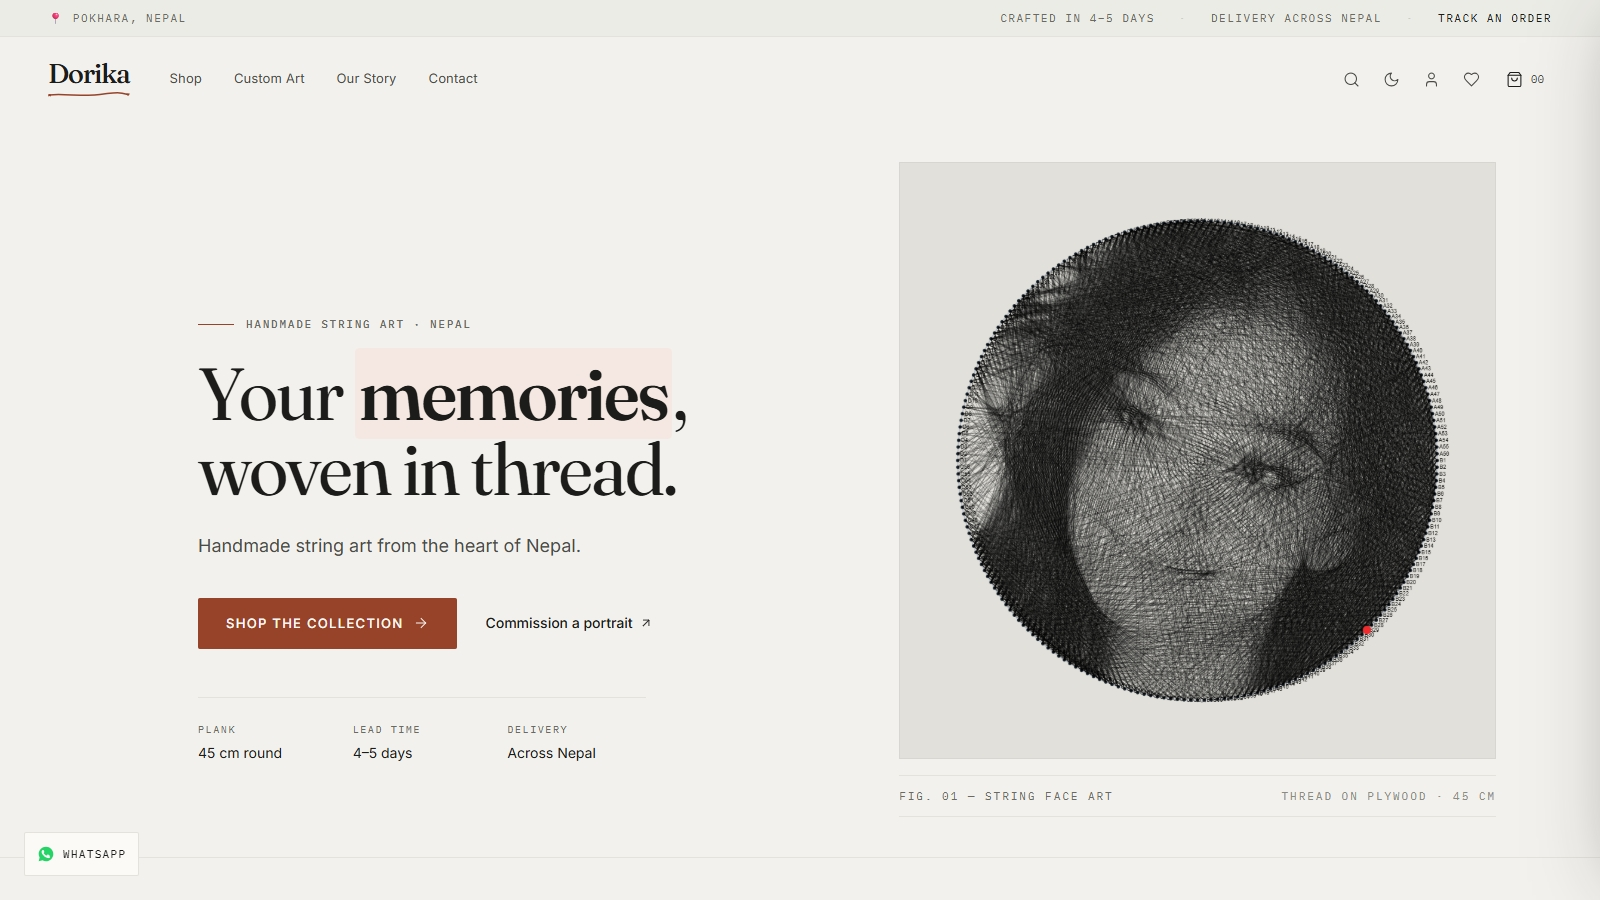 POKHARA, NEPAL
CRAFTED IN 4–5 DAYS · DELIVERY ACROSS NEPAL · TRACK AN ORDER
Dorika
Shop
Custom Art
Our Story
Contact
00
HANDMADE STRING ART · NEPAL
Your memories,
woven in thread.
Handmade string art from the heart of Nepal.
SHOP THE COLLECTION →
Commission a portrait ↗
PLANK
45 cm round
LEAD TIME
4–5 days
DELIVERY
Across Nepal
FIG. 01 — STRING FACE ART
THREAD ON PLYWOOD · 45 CM
WHATSAPP